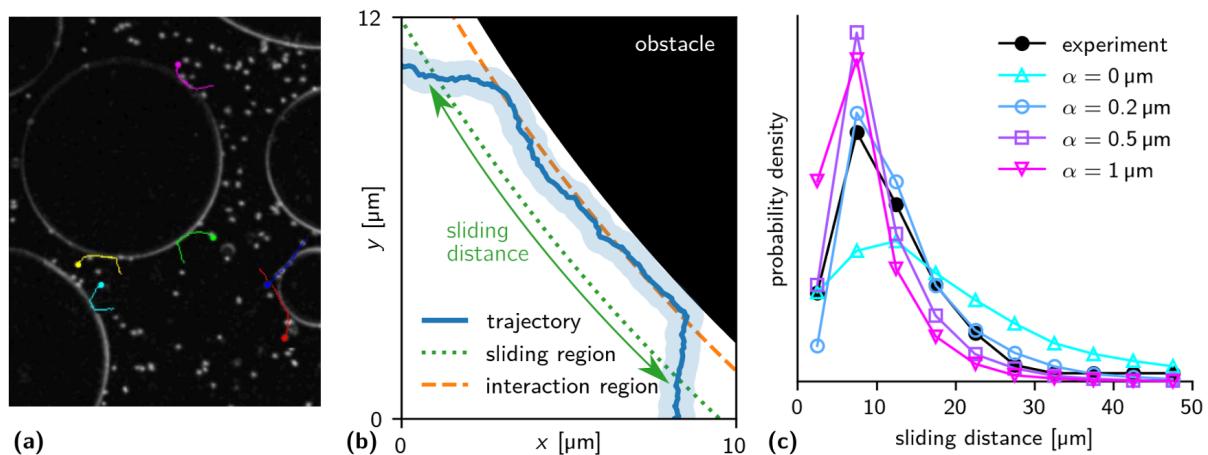 (a)
12
obstacle
y [μm]
sliding
distance
trajectory
sliding region
interaction region
0
0
10
x [μm]
(b)
experiment
α = 0 μm
α = 0.2 μm
α = 0.5 μm
α = 1 μm
probability density
0
10
20
30
40
50
sliding distance [μm]
(c)